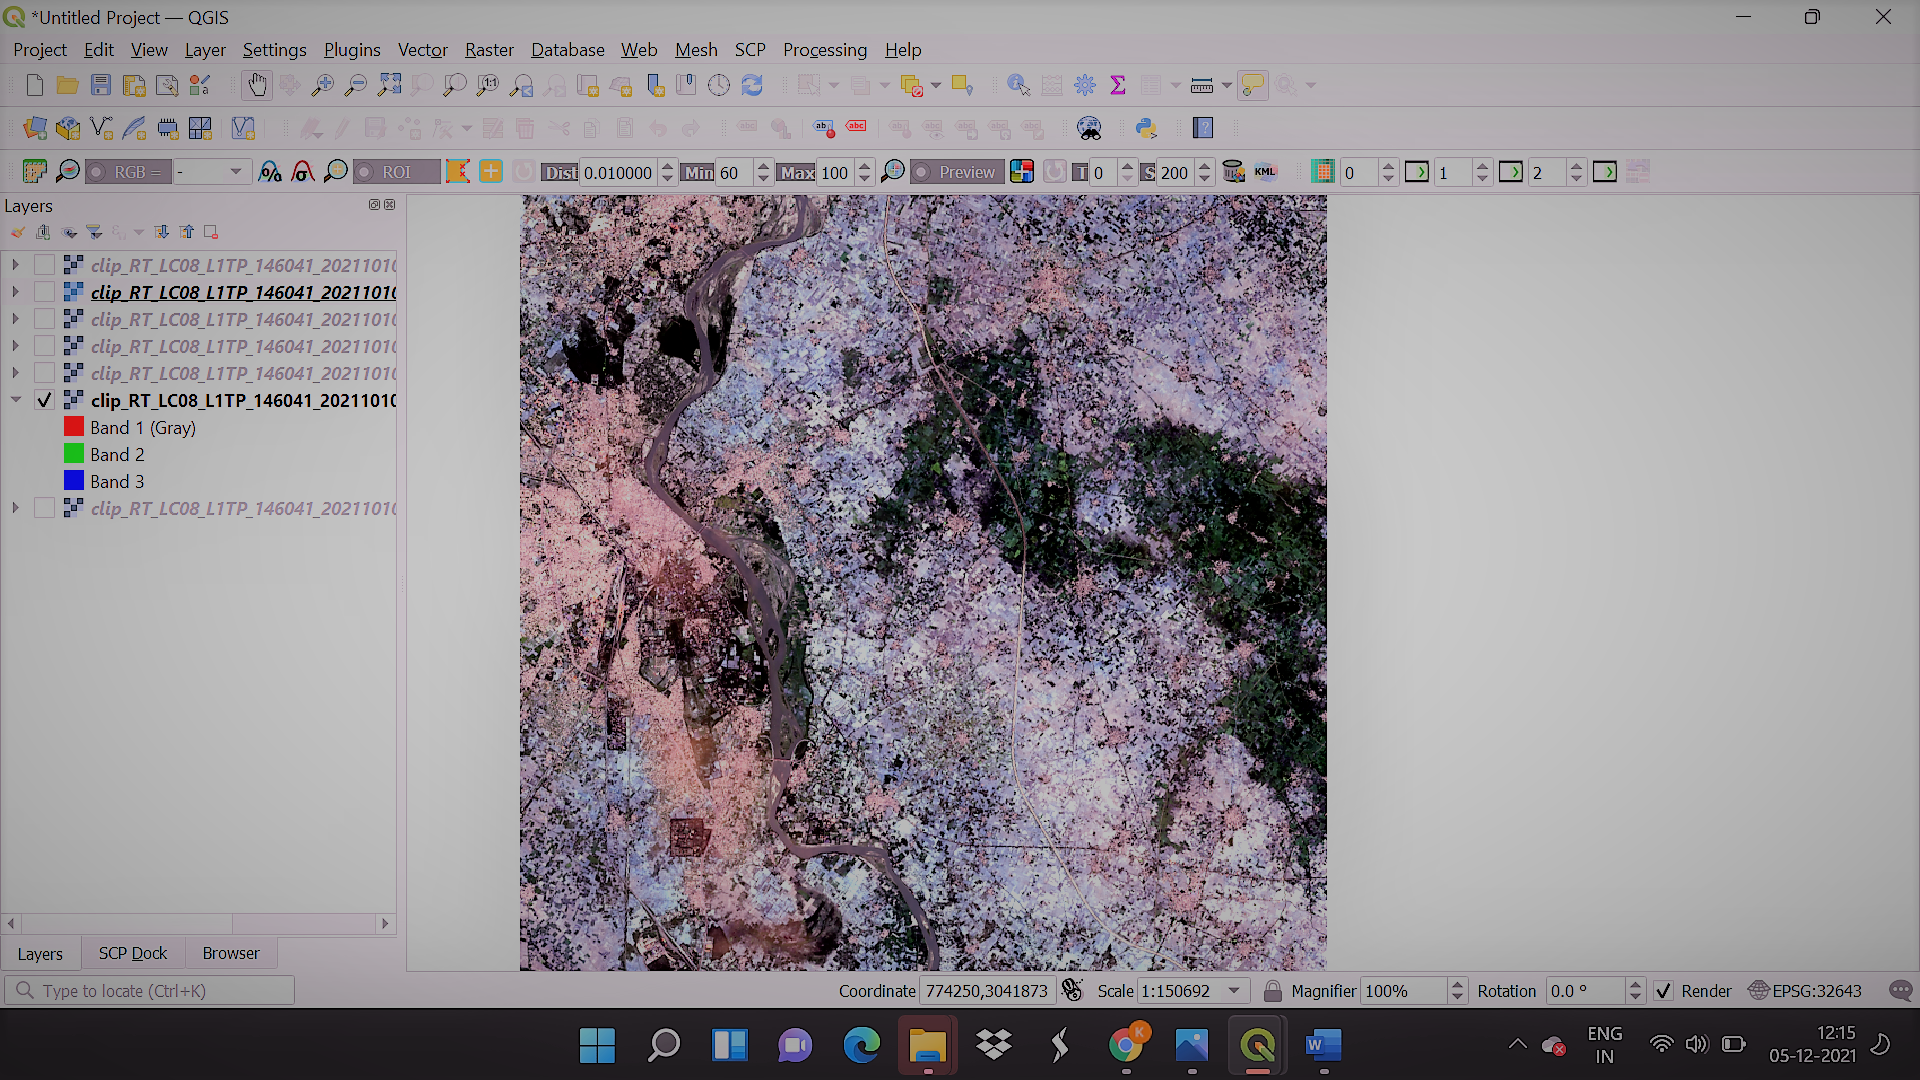 *Untitled Project — QGIS
Project Edit View Layer Settings Plugins Vector Raster Database Web Mesh SCP Processing Help
RGB = - ROI Dist 0.010000 Min 60 Max 100 Preview T 0 S 200 KML 0 1 2
Layers
clip_RT_LC08_L1TP_146041_2021101
clip_RT_LC08_L1TP_146041_2021101
clip_RT_LC08_L1TP_146041_2021101
clip_RT_LC08_L1TP_146041_2021101
clip_RT_LC08_L1TP_146041_2021101
clip_RT_LC08_L1TP_146041_2021101
Band 1 (Gray)
Band 2
Band 3
clip_RT_LC08_L1TP_146041_2021101
Layers SCP Dock Browser
Type to locate (Ctrl+K) Coordinate 774250,3041873 Scale 1:150692 Magnifier 100% Rotation 0.0 ° Render EPSG:32643
ENG
IN
12:15
05-12-2021